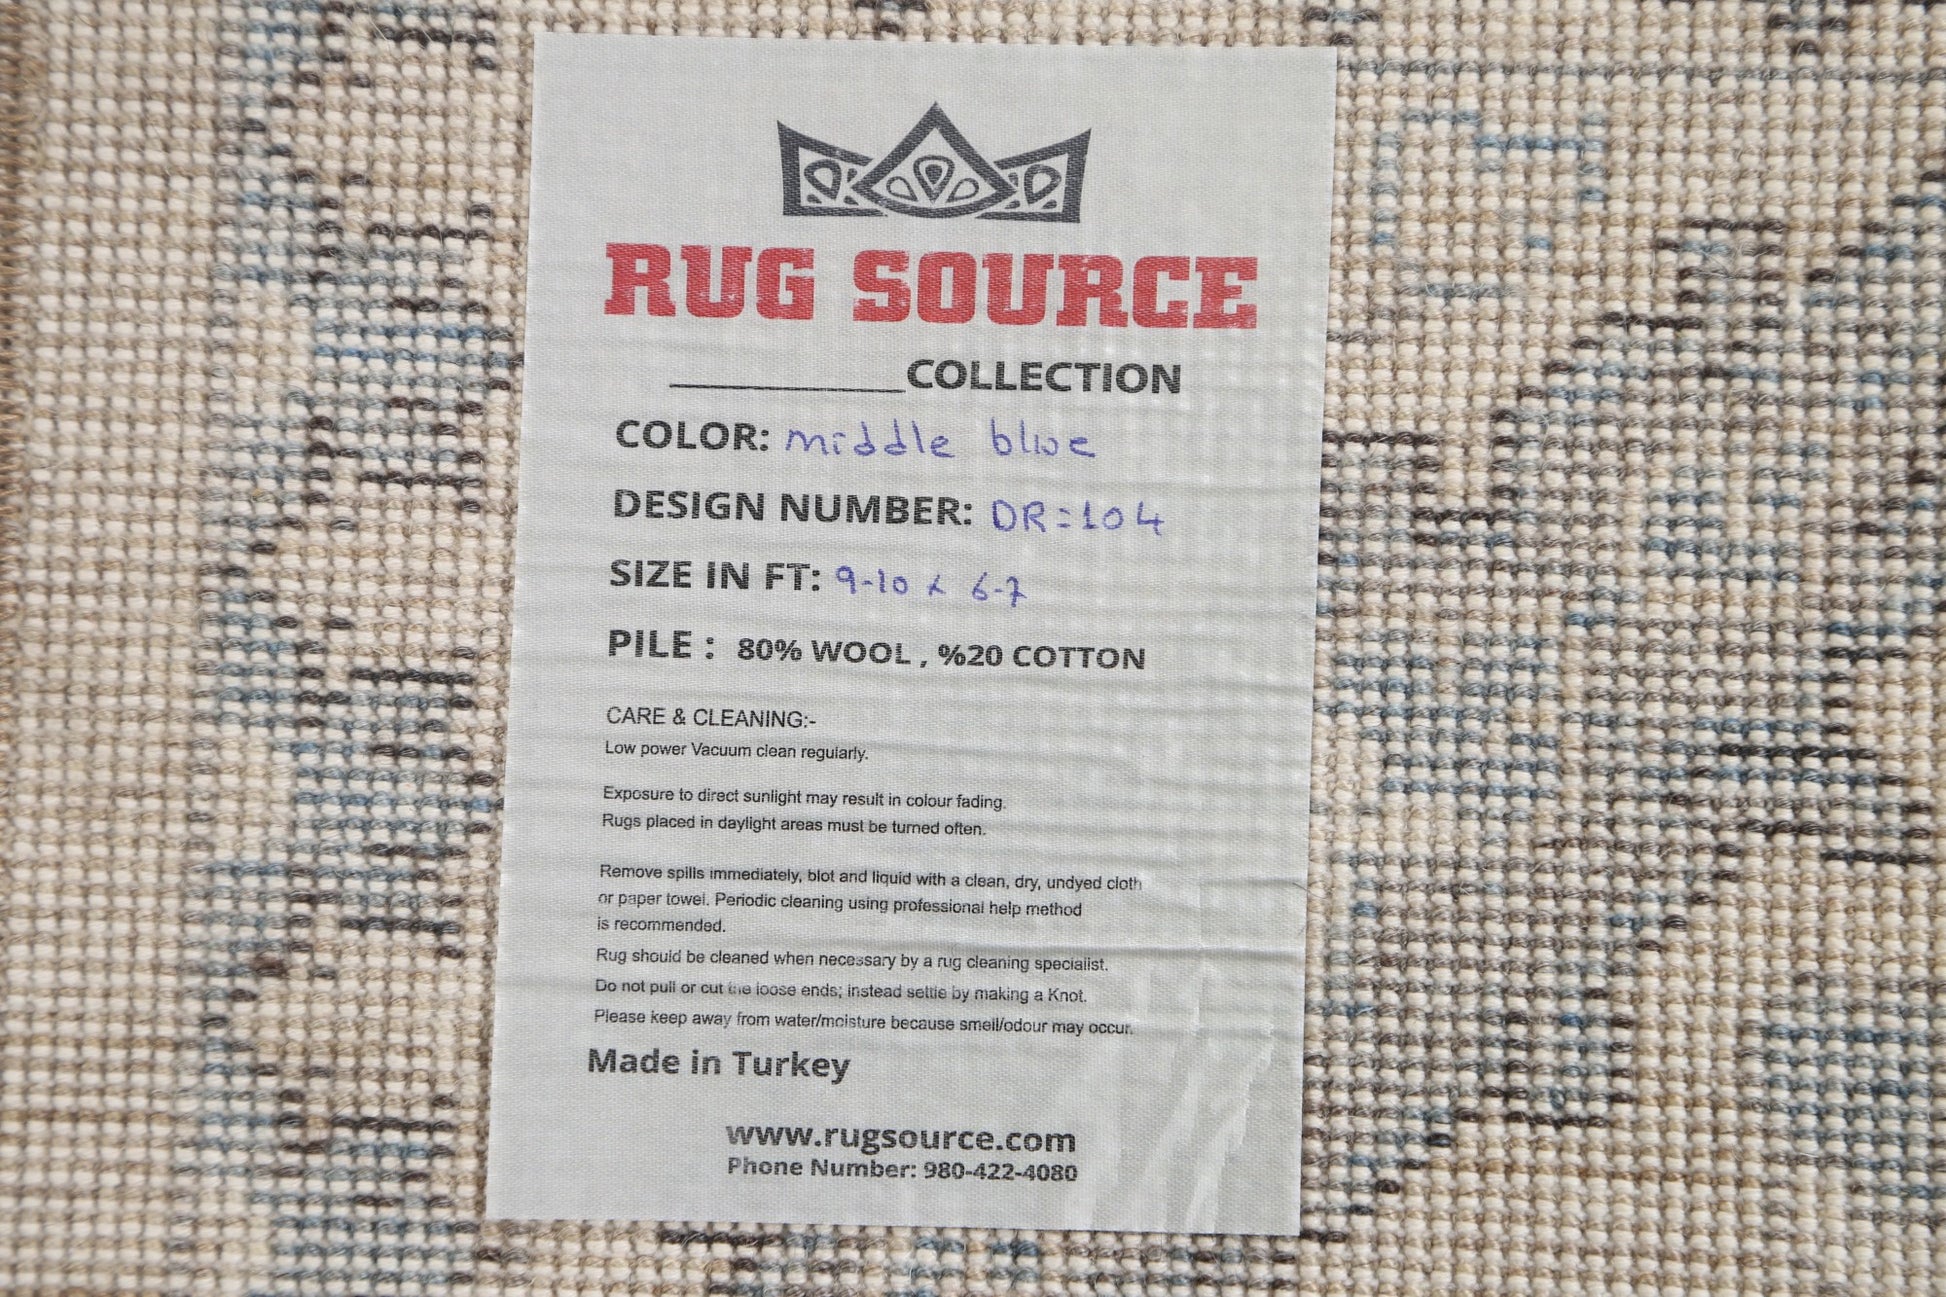 RUG SOURCE
__________COLLECTION
COLOR: middle blue
DESIGN NUMBER: DR=104
SIZE IN FT: 9-10 x 6-7
PILE : 80% WOOL , %20 COTTON
CARE & CLEANING:-
Low power Vacuum clean regularly.
Exposure to direct sunlight may result in colour fading.
Rugs placed in daylight areas must be turned often.
Remove spills immediately, blot and liquid with a clean, dry, undyed cloth
or paper towel. Periodic cleaning using professional help method
is recommended.
Rug should be cleaned when necessary by a rug cleaning specialist.
Do not pull or cut the loose ends; instead settle by making a Knot.
Please keep away from water/moisture because smell/odour may occur.
Made in Turkey
www.rugsource.com
Phone Number: 980-422-4080